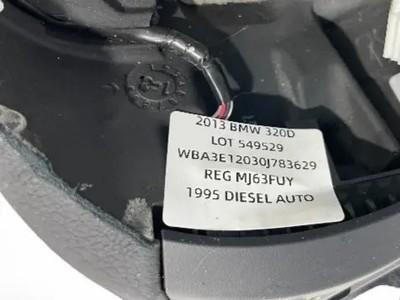 2013 BMW 320D
LOT 549529
WBA3E12030J783629
REG MJ63FUY
1995 DIESEL AUTO